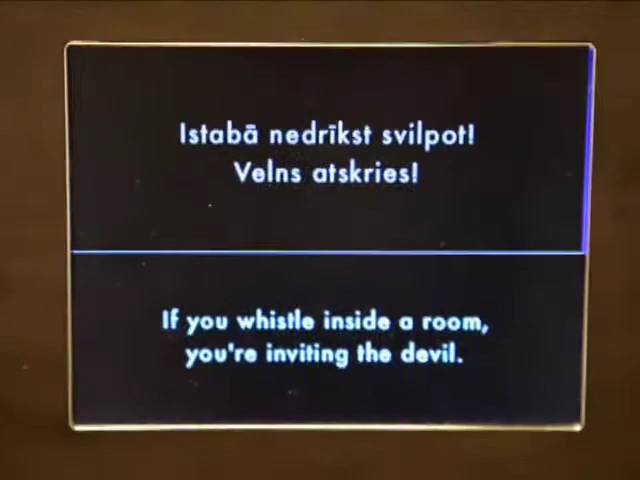 Istabā nedrīkst svilpot!
Velns atskries!
If you whistle inside a room,
you're inviting the devil.